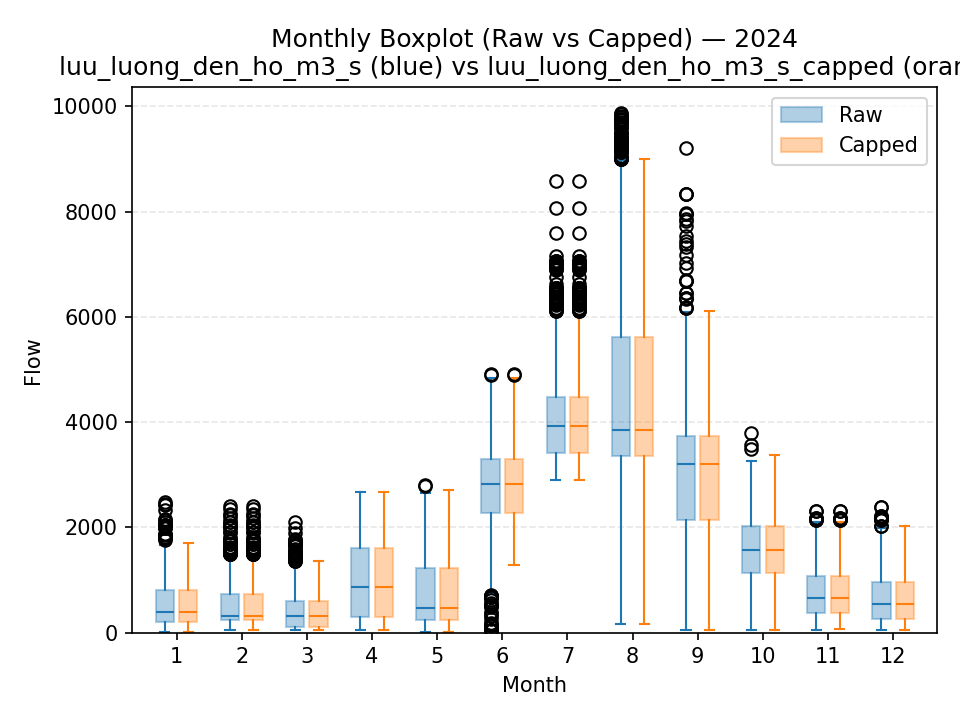 Monthly Boxplot (Raw vs Capped) — 2024
luu_luong_den_ho_m3_s (blue) vs luu_luong_den_ho_m3_s_capped (oran
Raw
Capped
10000
8000
6000
4000
2000
0
Flow
1 2 3 4 5 6 7 8 9 10 11 12
Month